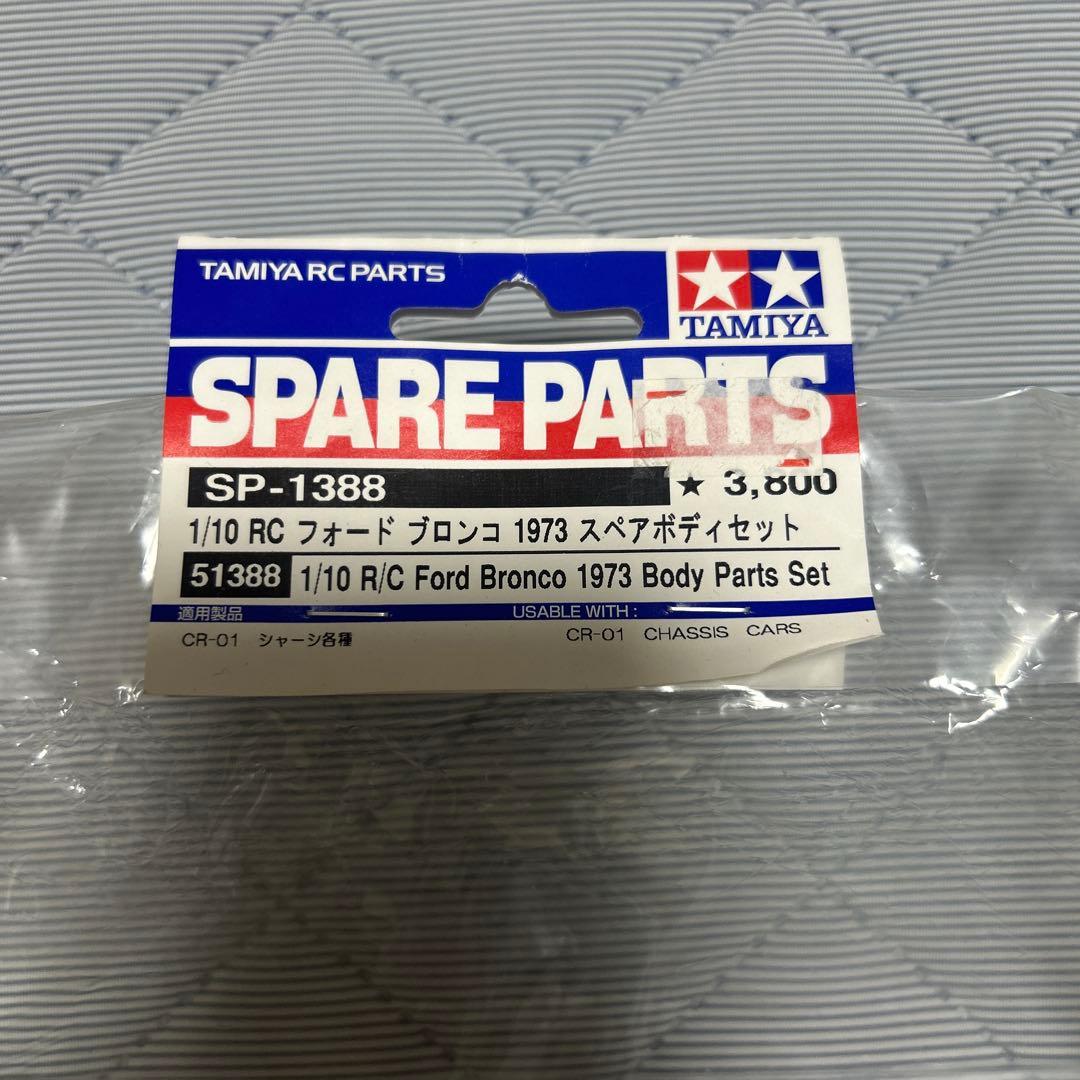 TAMIYA RC PARTS
TAMIYA
SPARE PARTS
SP-1388 ★ 3,800
1/10 RC フォード ブロンコ 1973 スペアボディセット
51388 1/10 R/C Ford Bronco 1973 Body Parts Set
適用製品 USABLE WITH :
CR-01 シャーシ各種 CR-01 CHASSIS CARS